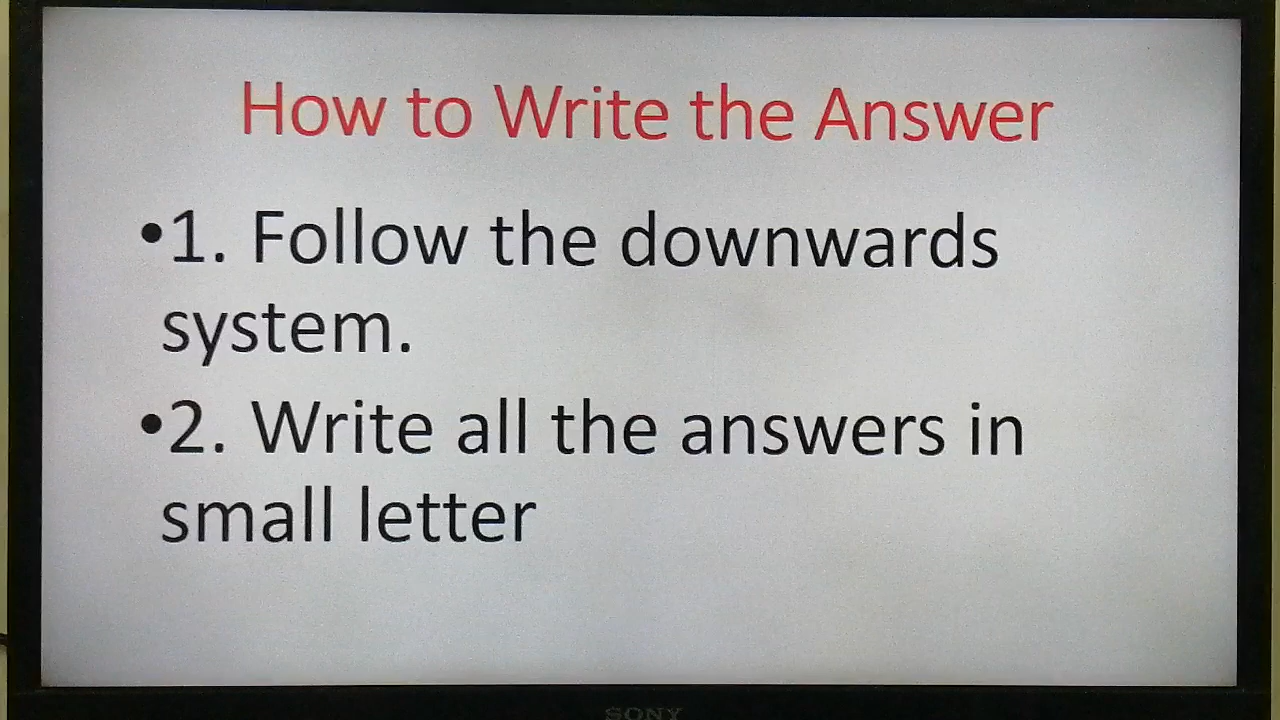 How to Write the Answer
•1. Follow the downwards
system.
•2. Write all the answers in
small letter
SONY